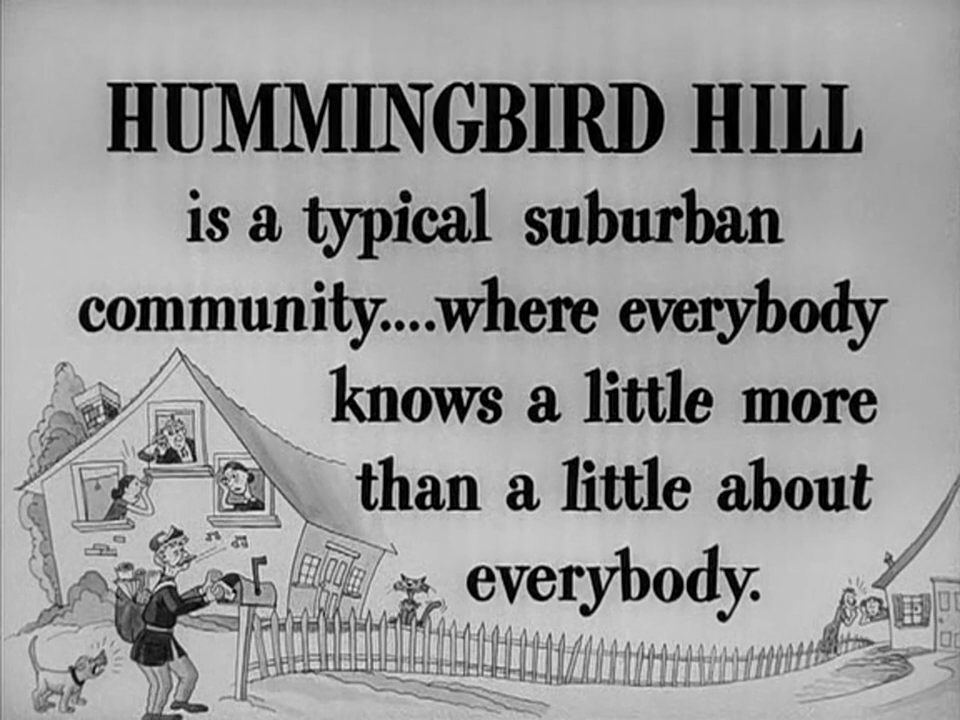 HUMMINGBIRD HILL
is a typical suburban
community....where everybody
knows a little more
than a little about
everybody.